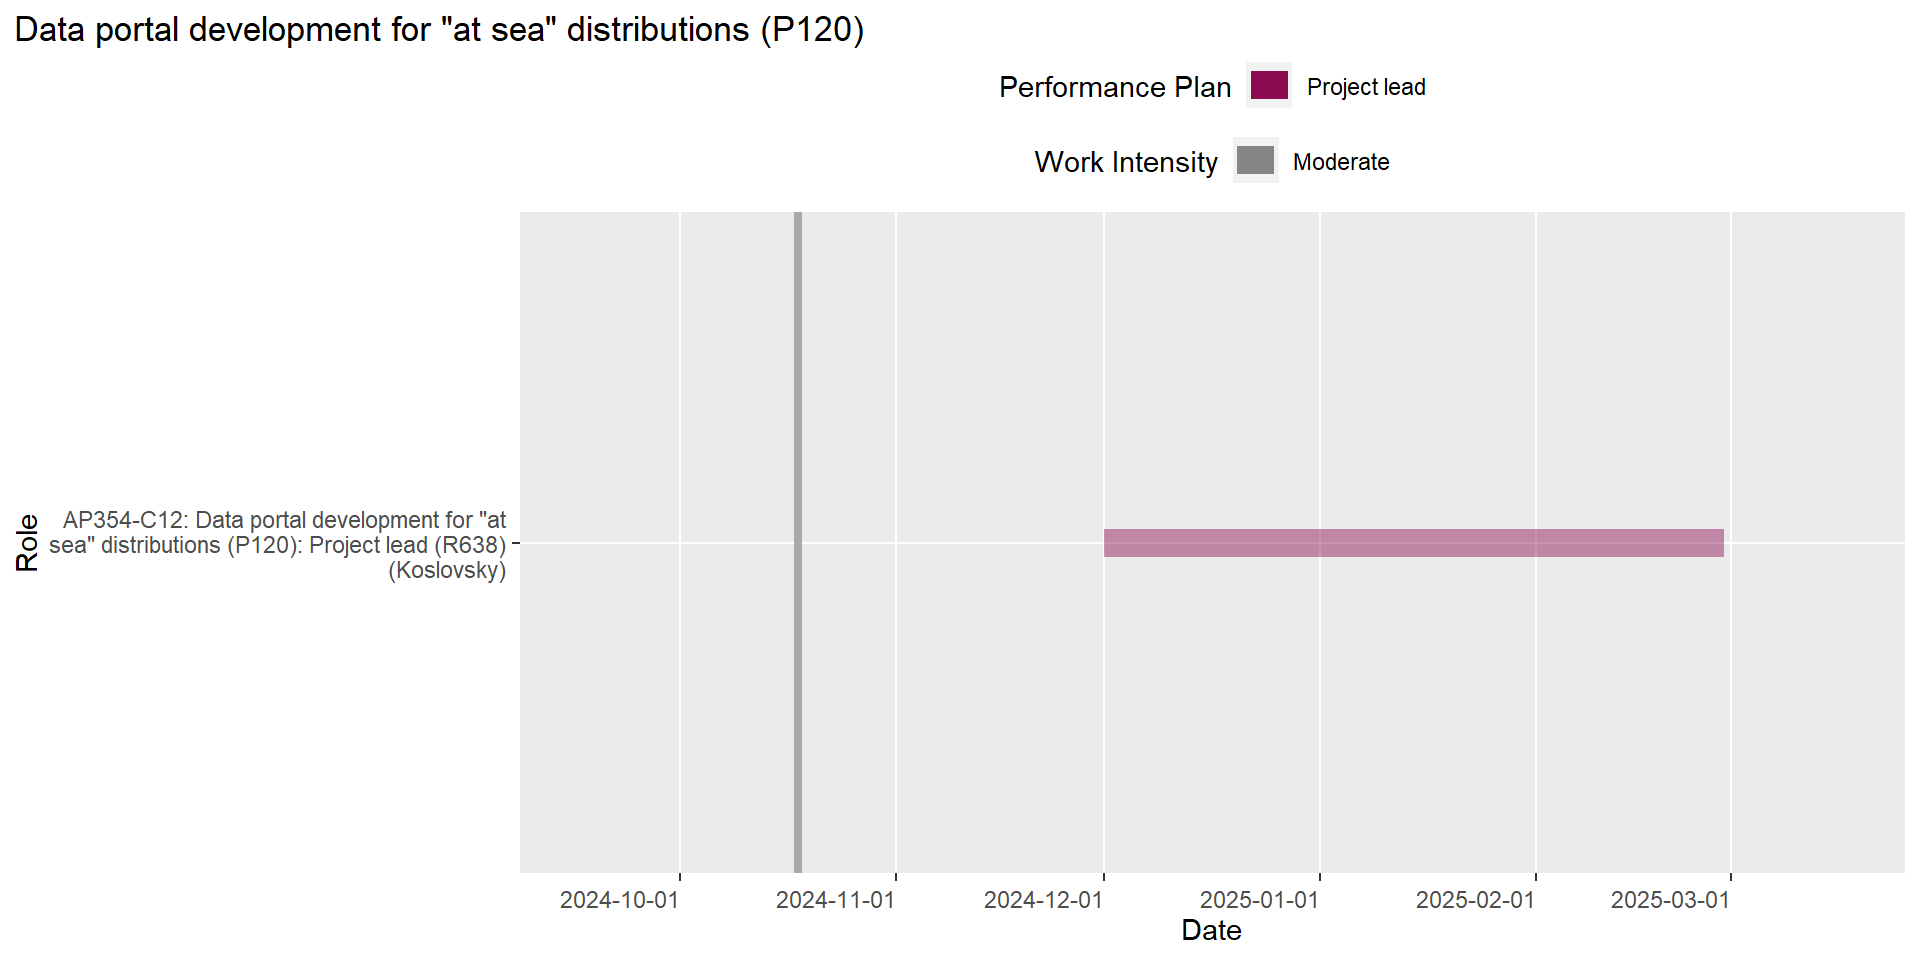 Data portal development for "at sea" distributions (P120)
Performance Plan
Project lead
Work Intensity
Moderate
Role
AP354-C12: Data portal development for "at
sea" distributions (P120): Project lead (R638)
(Koslovsky)
2024-10-01
2024-11-01
2024-12-01
2025-01-01
2025-02-01
2025-03-01
Date